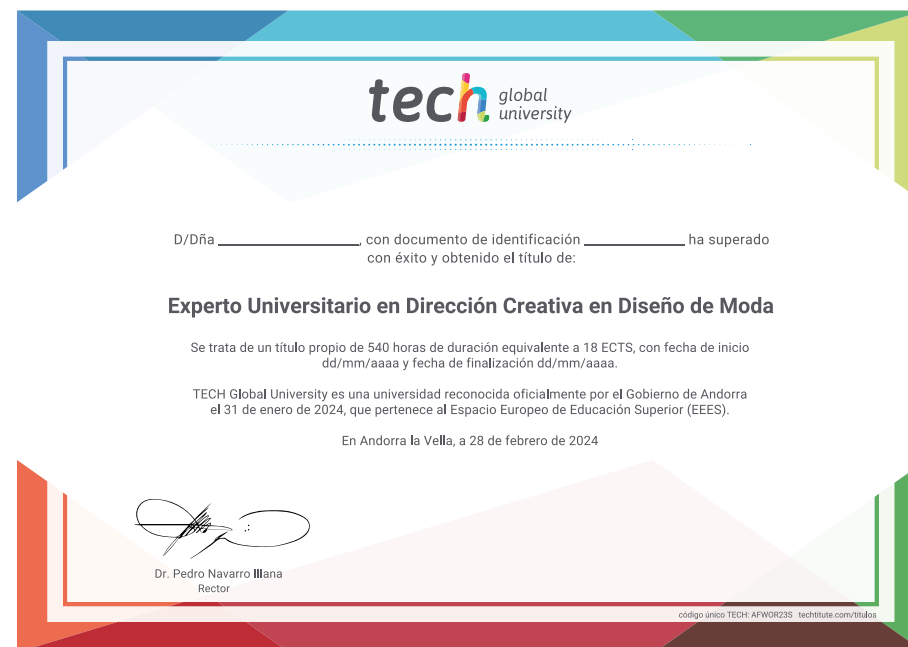 tech global university
D/Dña ______________, con documento de identificación __________ ha superado
con éxito y obtenido el título de:
Experto Universitario en Dirección Creativa en Diseño de Moda
Se trata de un título propio de 540 horas de duración equivalente a 18 ECTS, con fecha de inicio
dd/mm/aaaa y fecha de finalización dd/mm/aaaa.
TECH Global University es una universidad reconocida oficialmente por el Gobierno de Andorra
el 31 de enero de 2024, que pertenece al Espacio Europeo de Educación Superior (EEES).
En Andorra la Vella, a 28 de febrero de 2024
Dr. Pedro Navarro Illana
Rector
código único TECH: AFWOR23S techtitute.com/titulos